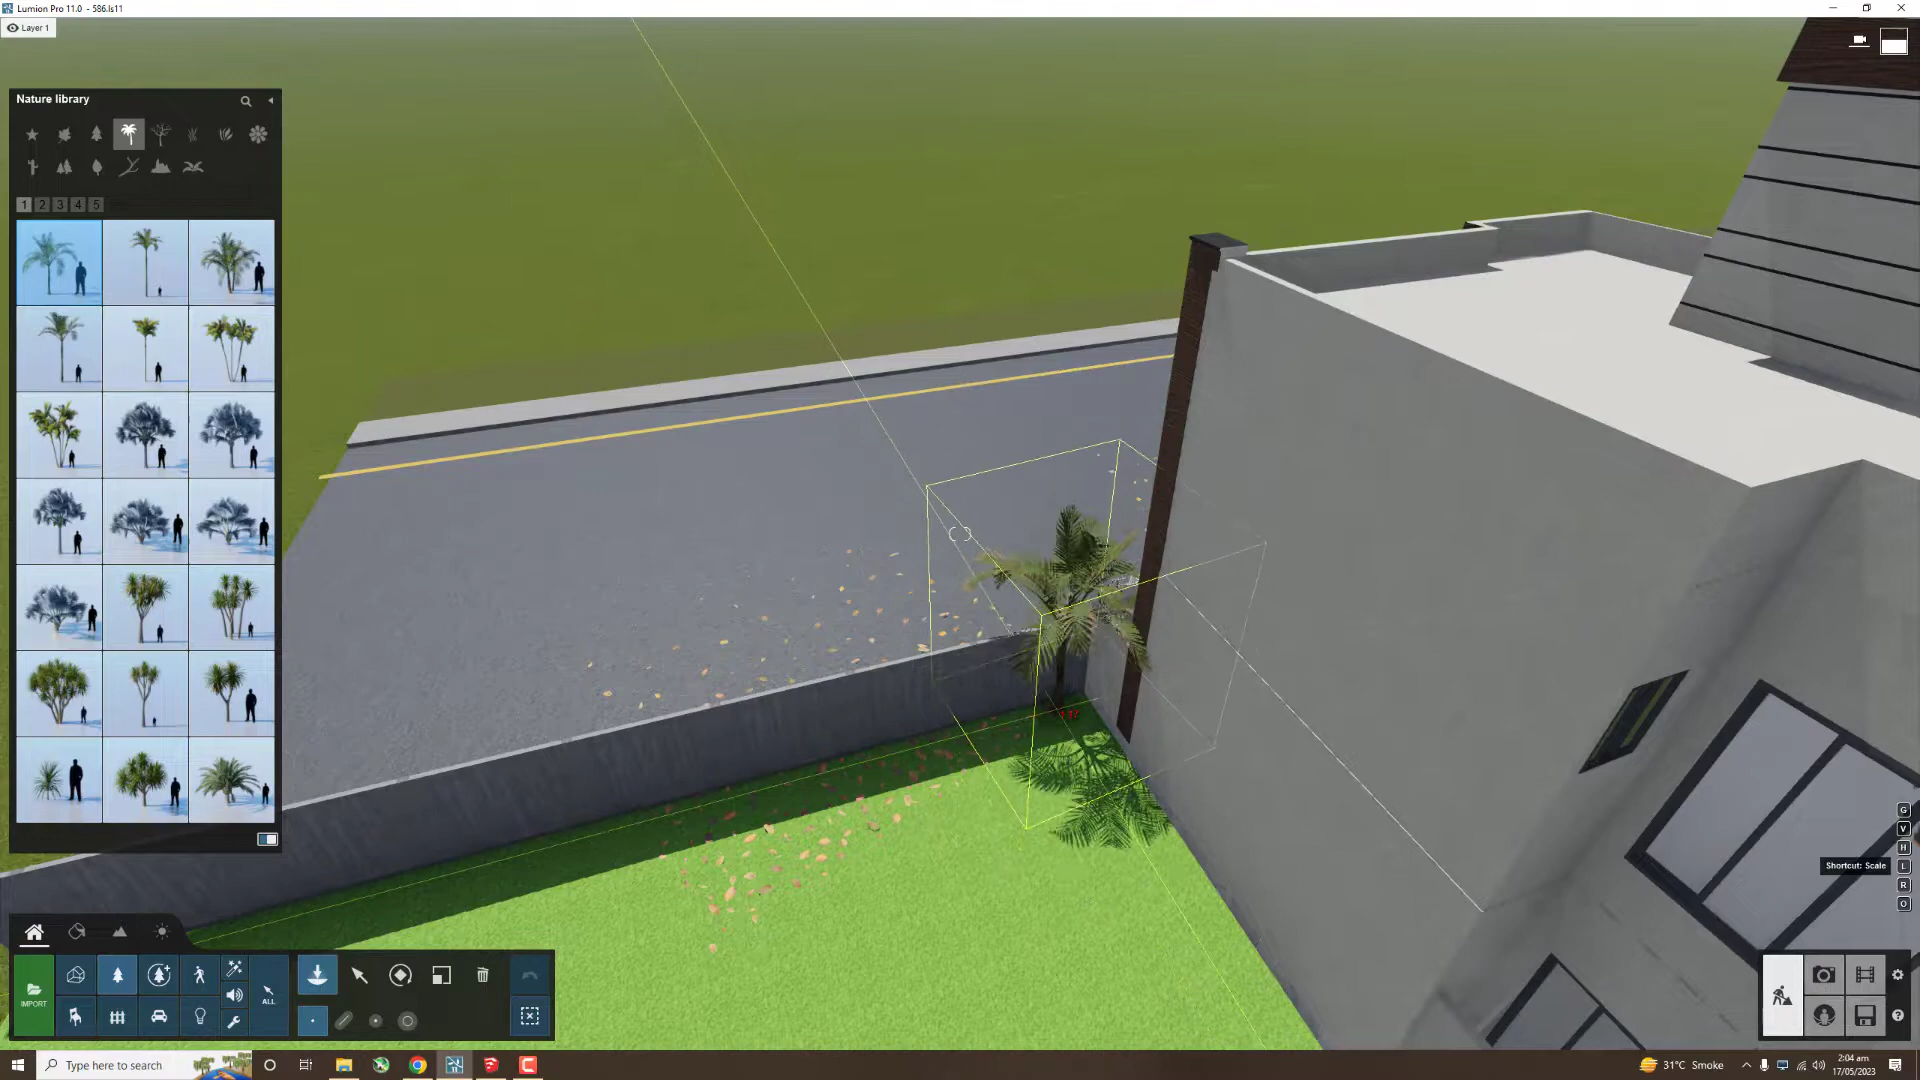 Lumion Pro 11.0 - 586.ls11
Layer 1
Nature library
1 2 3 4 5
G
V
H
Shortcut: Scale
L
R
O
IMPORT
ALL
Type here to search
31°C Smoke
2:04 am
17/05/2023